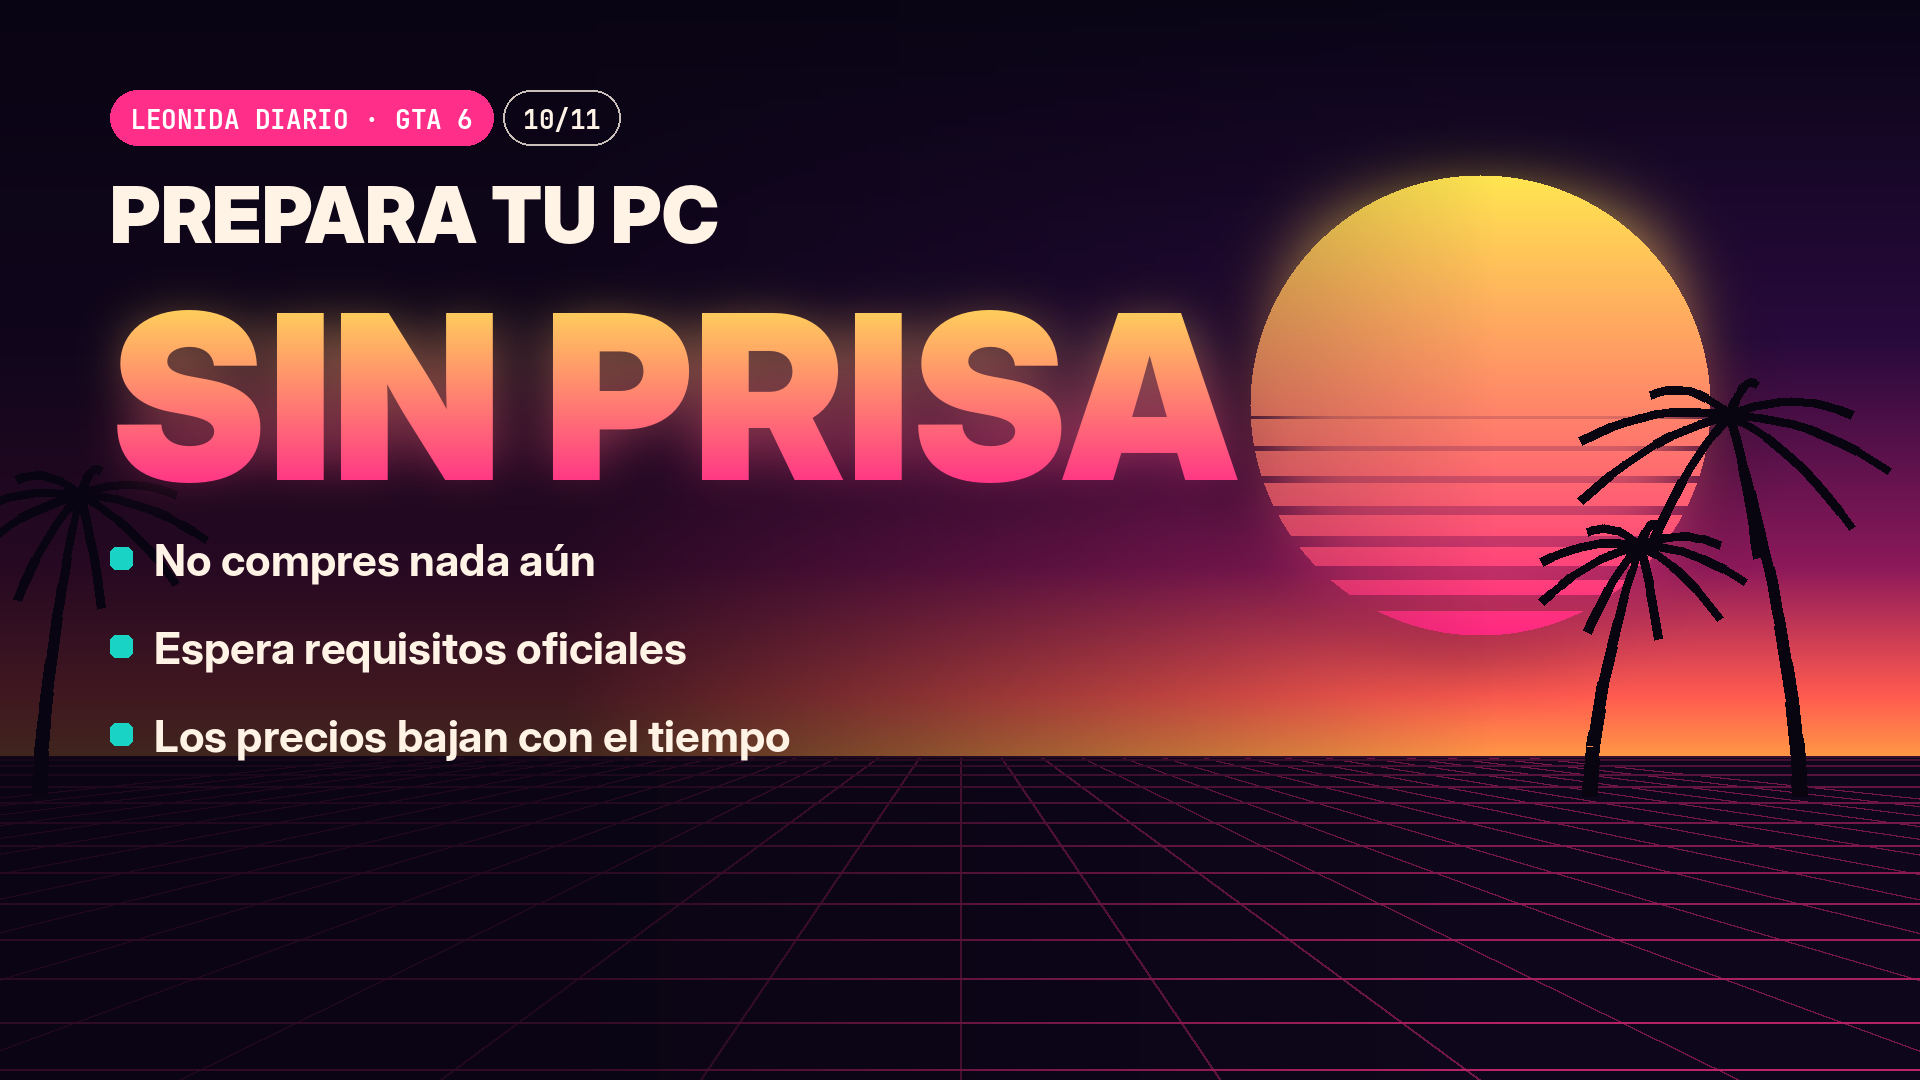 LEONIDA DIARIO · GTA 6
10/11
PREPARA TU PC
SIN PRISA
No compres nada aún
Espera requisitos oficiales
Los precios bajan con el tiempo